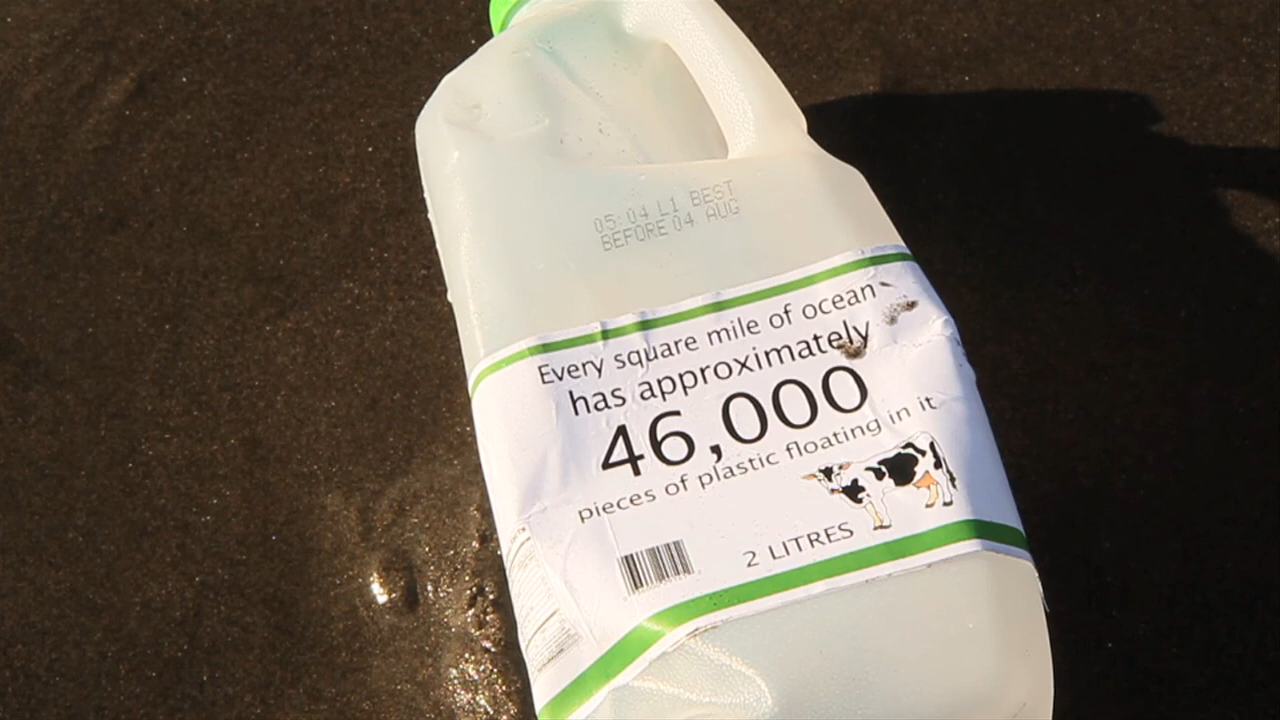 05:04 L1 BEST
BEFORE 04 AUG
Every square mile of ocean
has approximately
46,000
pieces of plastic floating in it
2 LITRES